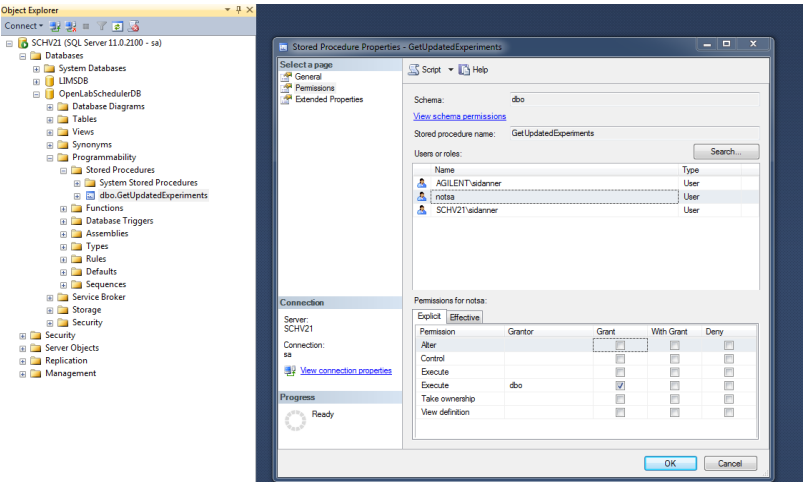 Object Explorer
Connect
SCHV21 (SQL Server 11.0.2100 - sa)
Databases
System Databases
LIMSDB
OpenLabSchedulerDB
Database Diagrams
Tables
Views
Synonyms
Programmability
Stored Procedures
System Stored Procedures
dbo.GetUpdatedExperiments
Functions
Database Triggers
Assemblies
Types
Rules
Defaults
Sequences
Service Broker
Storage
Security
Security
Server Objects
Replication
Management
Stored Procedure Properties - GetUpdatedExperiments
Select a page
General
Permissions
Extended Properties
Connection
Server:
SCHV21
Connection:
sa
View connection properties
Progress
Ready
Script Help
Schema: dbo
View schema permissions
Stored procedure name: GetUpdatedExperiments
Users or roles: Search...
Name Type
AGILENT\sidanner User
notsa User
SCHV21\sidanner User
Permissions for notsa:
Explicit Effective
Permission Grantor Grant With Grant Deny
Alter
Control
Execute
Execute dbo
Take ownership
View definition
OK Cancel